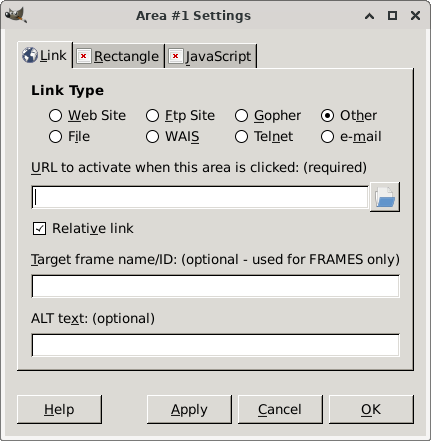 Area #1 Settings
Link Rectangle JavaScript
Link Type
Web Site Ftp Site Gopher Other
File WAIS Telnet e-mail
URL to activate when this area is clicked: (required)
Relative link
Target frame name/ID: (optional - used for FRAMES only)
ALT text: (optional)
Help Apply Cancel OK